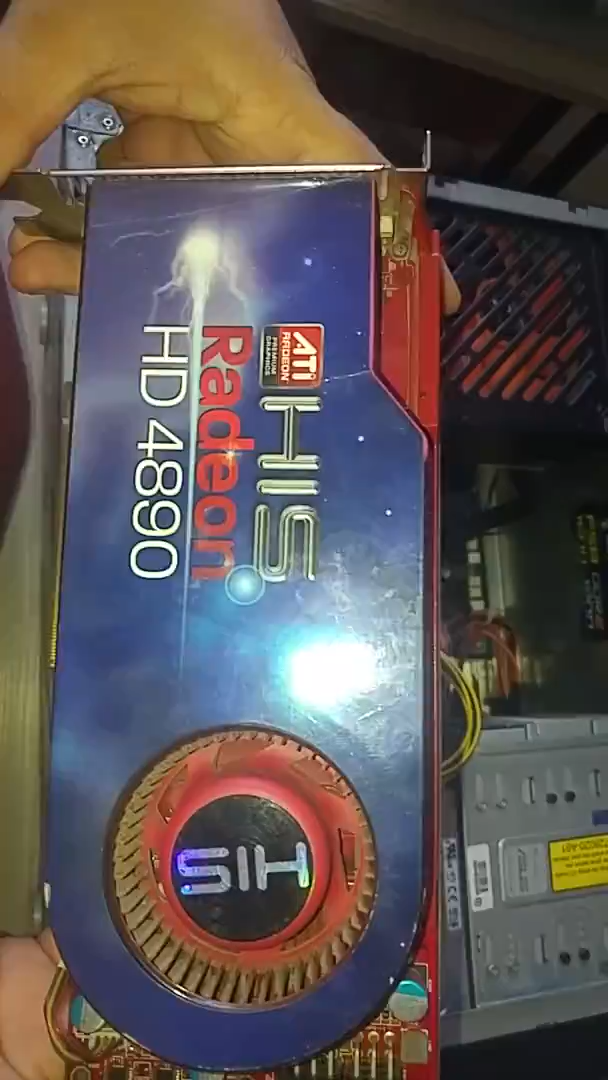 ATI
RADEON
PREMIUM
GRAPHICS
HIS
Radeon
HD 4890
HIS